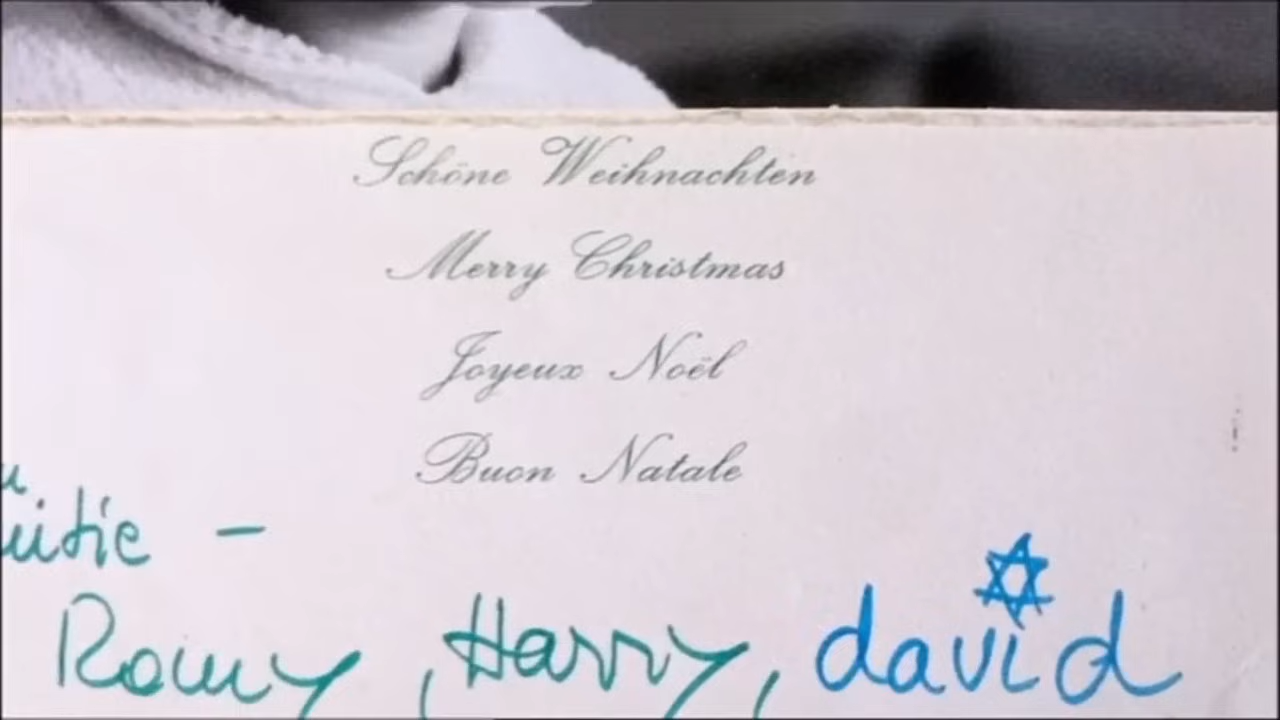 Schöne Weihnachten
Merry Christmas
Joyeux Noël
Buon Natale
Romy, Harry, david